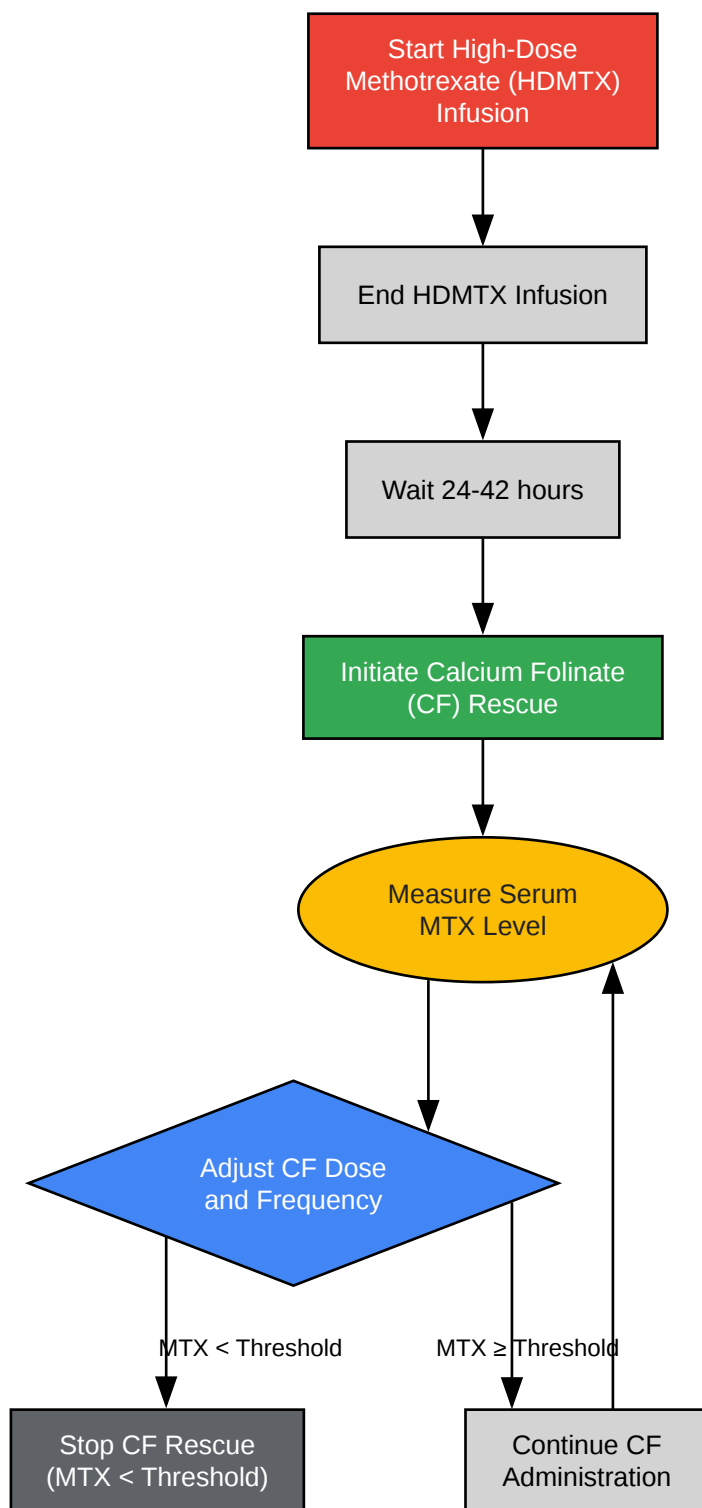 Start High-Dose
Methotrexate (HDMTX)
Infusion
End HDMTX Infusion
Wait 24-42 hours
Initiate Calcium Folinate
(CF) Rescue
Measure Serum
MTX Level
Adjust CF Dose
and Frequency
MTX < Threshold
MTX ≥ Threshold
Stop CF Rescue
(MTX < Threshold)
Continue CF
Administration